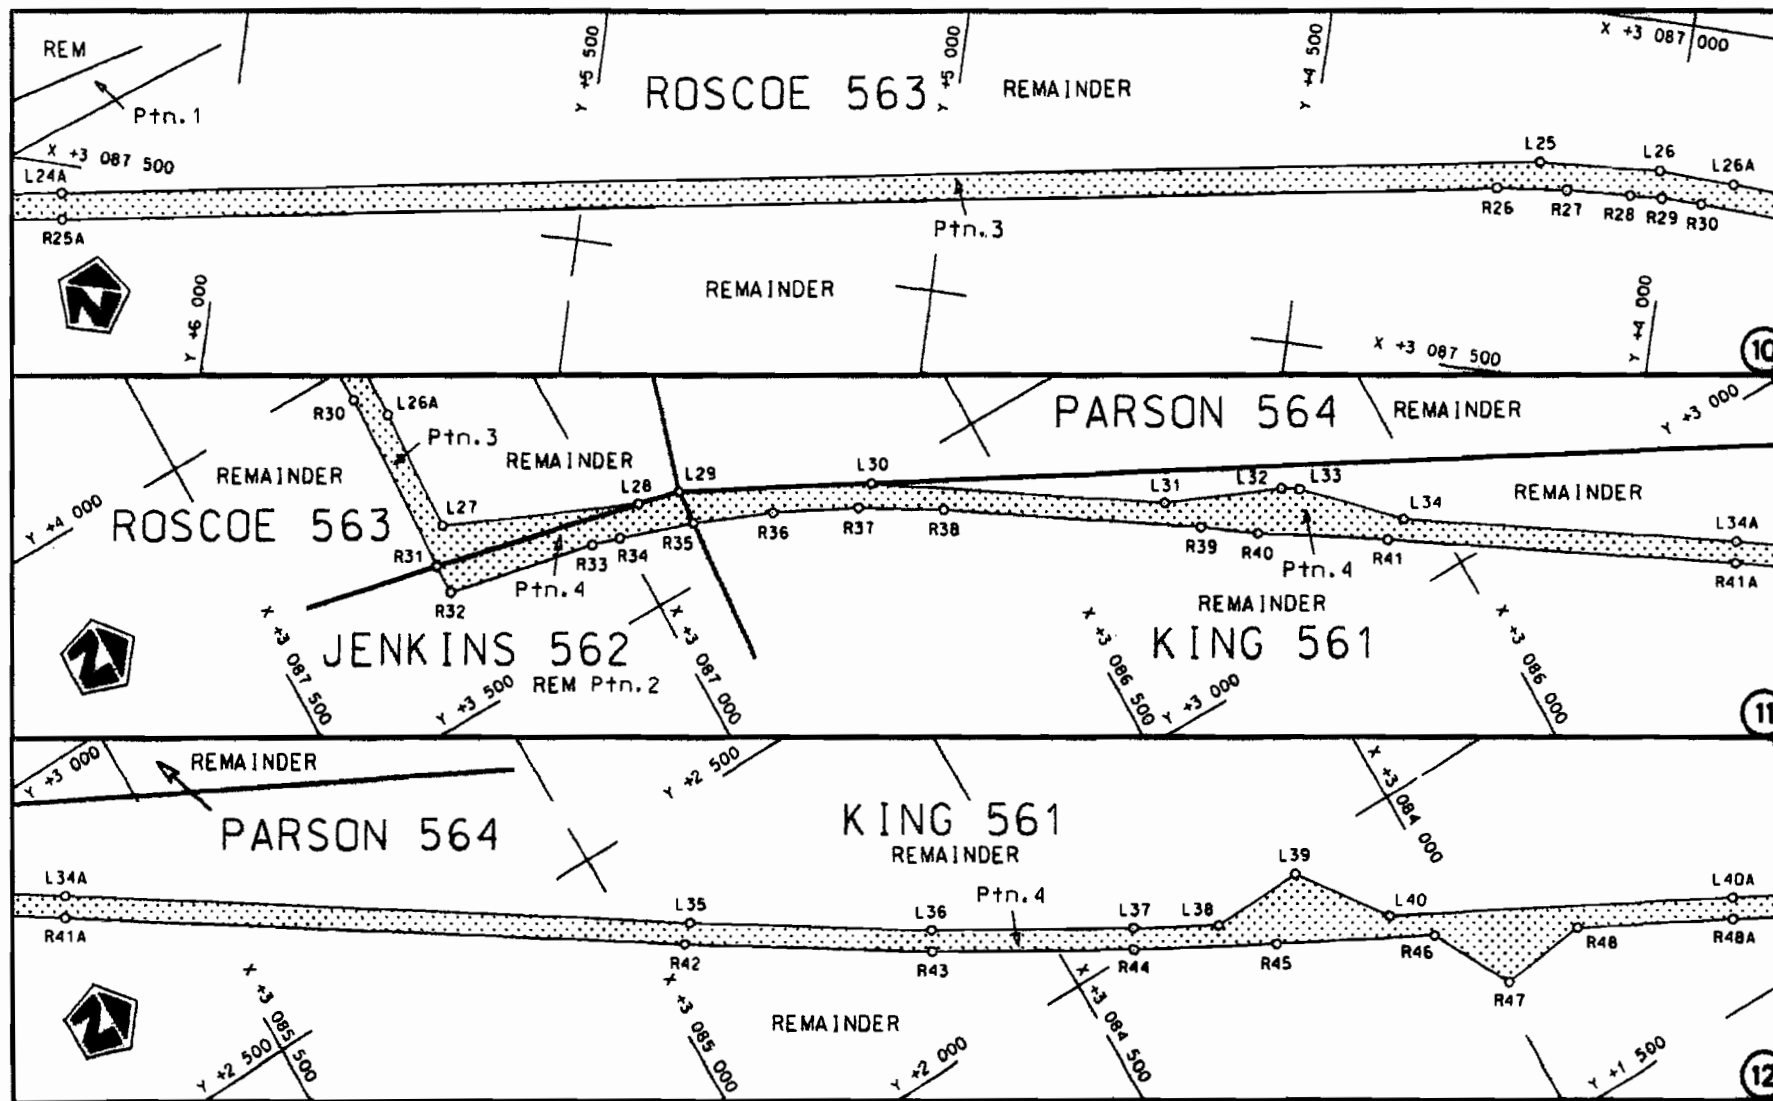 REM
Ptn.1
ROSCOE 563
REMAINDER
Y +5 500
Y +5 000
Y +4 500
X +3 087 000
X +3 087 500
L24A
R25A
L25
L26
L26A
R26
R27
R28
R29
R30
Ptn.3
N
REMAINDER
Y +6 000
X +3 087 500
Y +4 000
10
R30
L26A
Ptn.3
REMAINDER
REMAINDER
ROSCOE 563
Y +4 000
L27
L28
L29
L30
PARSON 564
REMAINDER
Y +3 000
L31
L32
L33
L34
REMAINDER
L34A
R31
R32
R33
R34
R35
R36
R37
R38
R39
R40
R41
R41A
Ptn.4
Ptn.4
REMAINDER
KING 561
JENKINS 562
REM Ptn.2
N
X +3 087 500
Y +3 500
X +3 087 000
X +3 086 500
Y +3 000
X +3 086 000
11
Y +3 000
REMAINDER
PARSON 564
Y +2 500
KING 561
REMAINDER
X +3 084 000
L34A
L35
L36
Ptn.4
L37
L38
L39
L40
L40A
R41A
R42
R43
R44
R45
R46
R47
R48
R48A
N
X +3 085 500
Y +2 500
X +3 085 000
REMAINDER
Y +2 000
X +3 084 500
Y +1 500
12